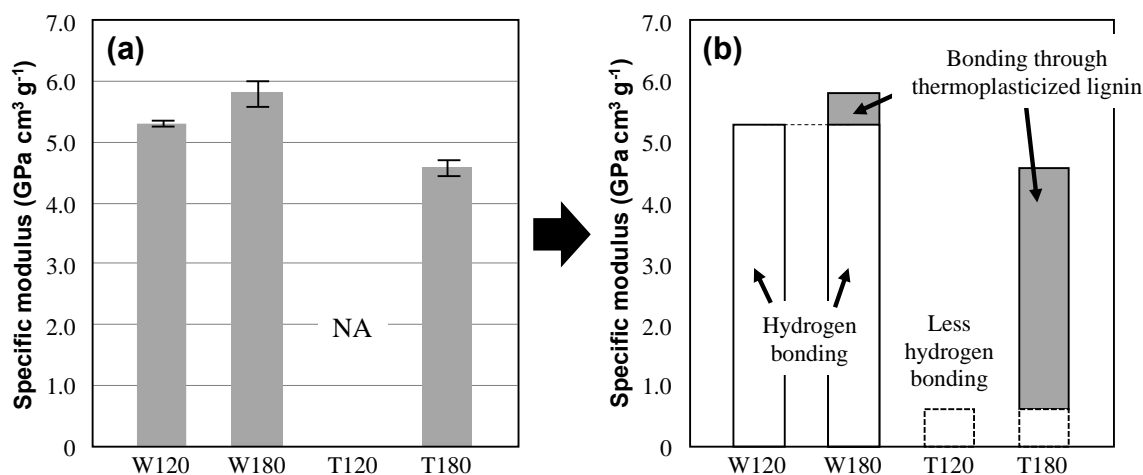 (a)
Specific modulus (GPa cm³ g⁻¹)
7.0
6.0
5.0
4.0
3.0
2.0
1.0
0
NA
W120 W180 T120 T180
(b)
Specific modulus (GPa cm³ g⁻¹)
7.0
6.0
5.0
4.0
3.0
2.0
1.0
0
Bonding through
thermoplasticized lignin
Hydrogen
bonding
Less
hydrogen
bonding
W120 W180 T120 T180